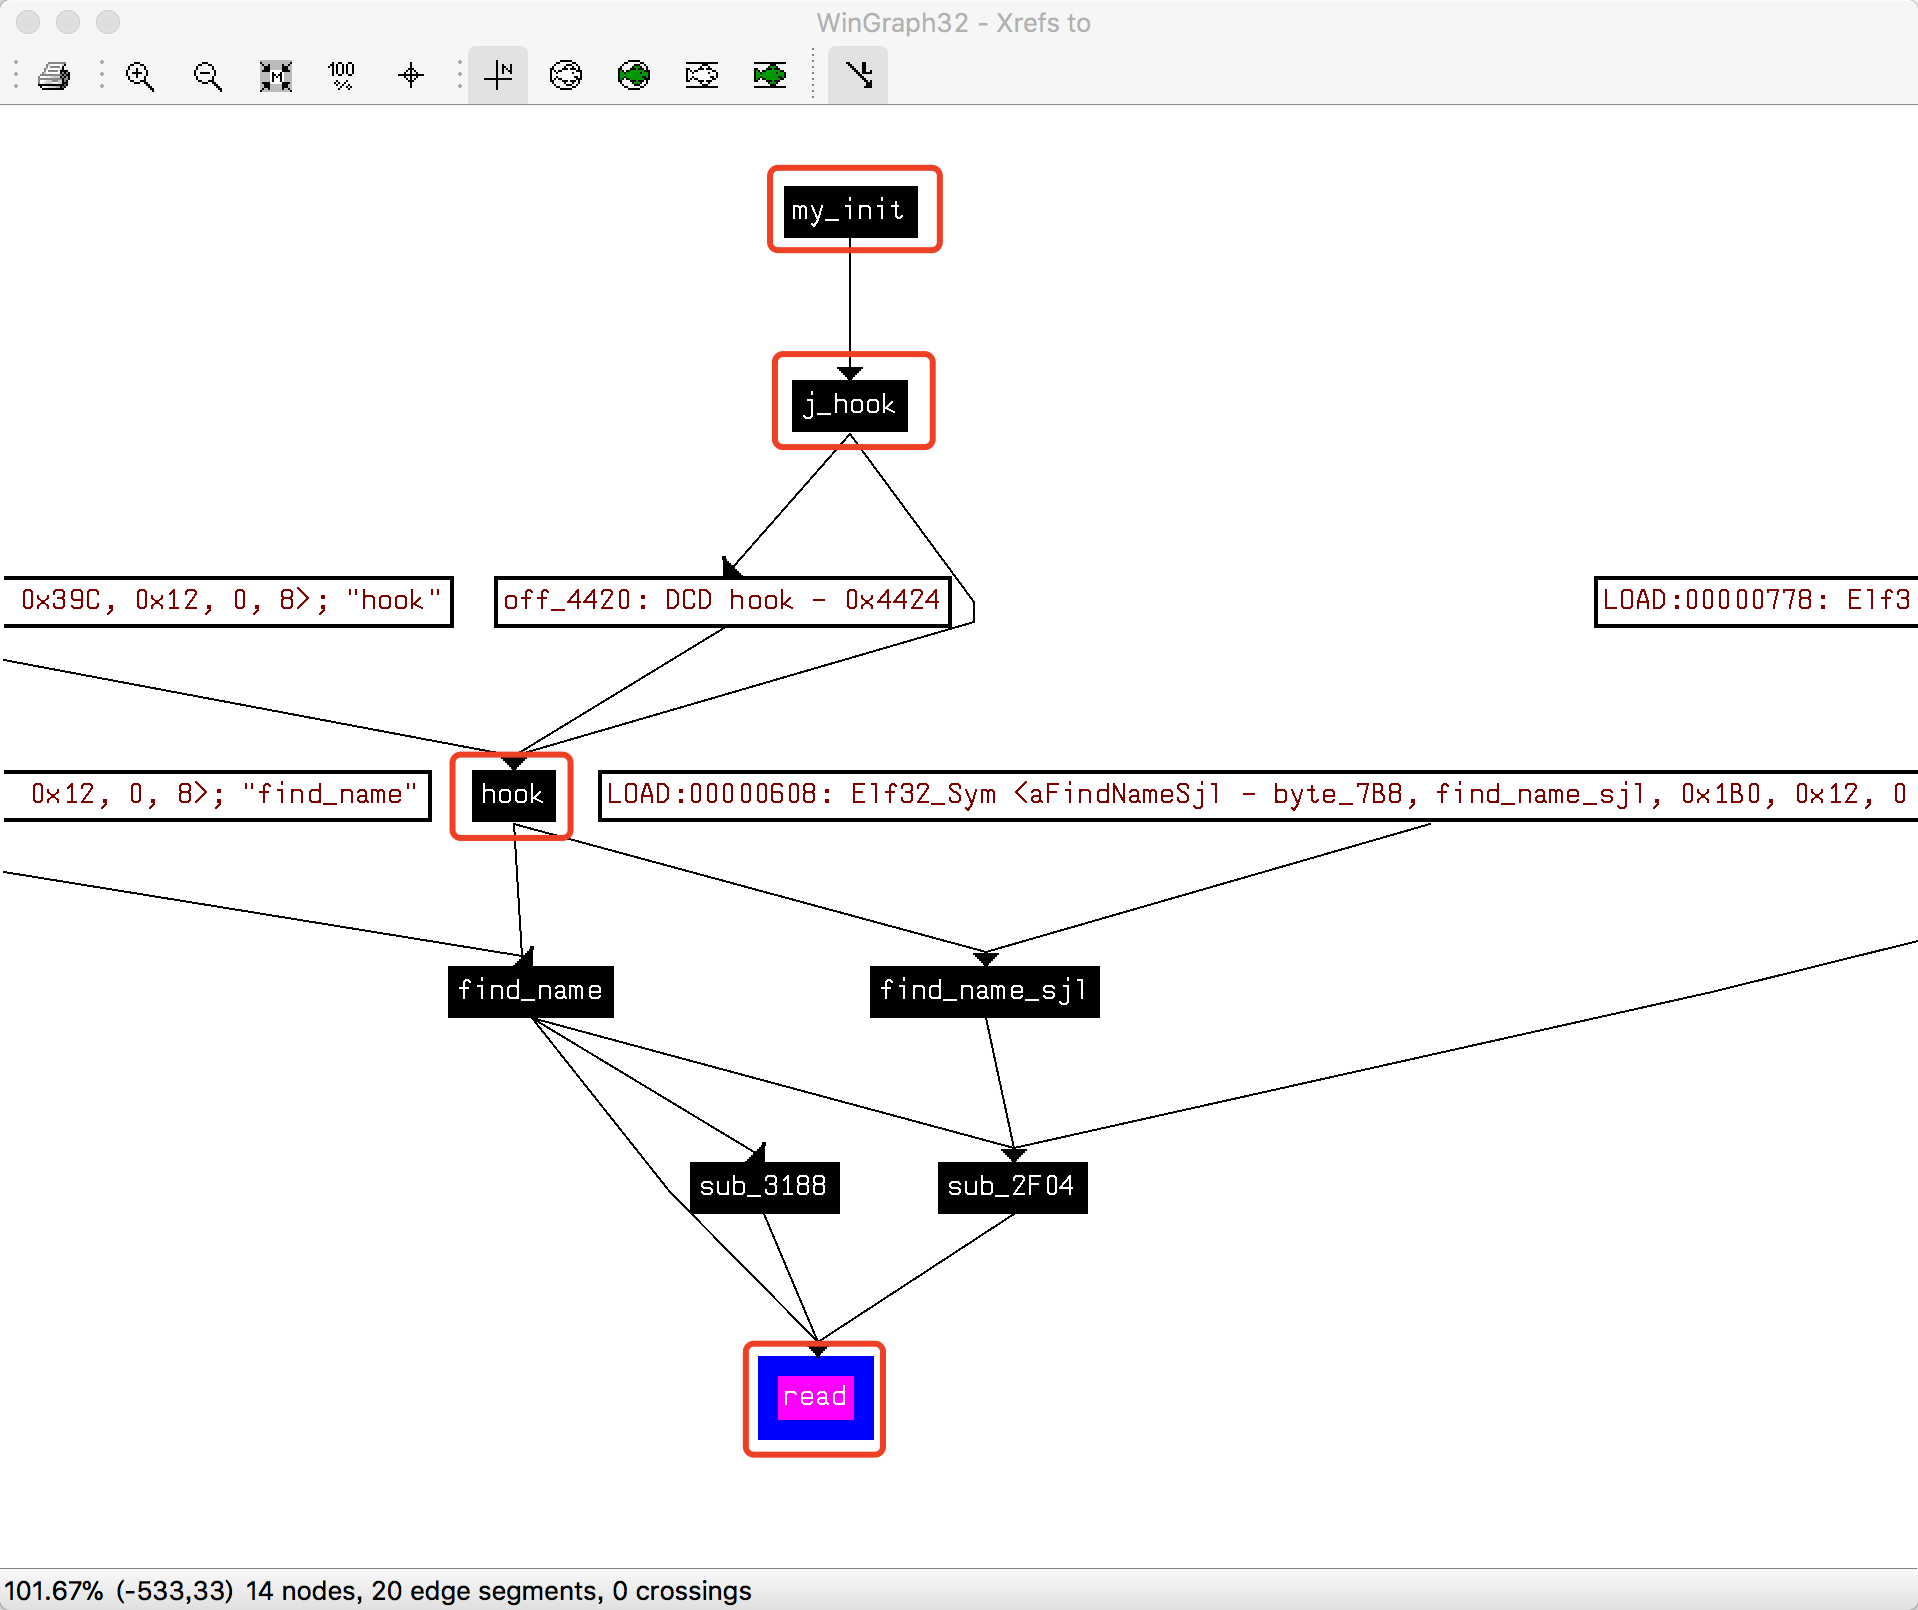 WinGraph32 - Xrefs to
M
100
%
N
L
my_init
j_hook
0x39C, 0x12, 0, 8>; "hook"
off_4420: DCD hook - 0x4424
LOAD:00000778: Elf3
0x12, 0, 8>; "find_name"
hook
LOAD:00000608: Elf32_Sym <aFindNameSjl - byte_7B8, find_name_sjl, 0x1B0, 0x12, 0
find_name
find_name_sjl
sub_3188
sub_2F04
read
101.67% (-533,33) 14 nodes, 20 edge segments, 0 crossings